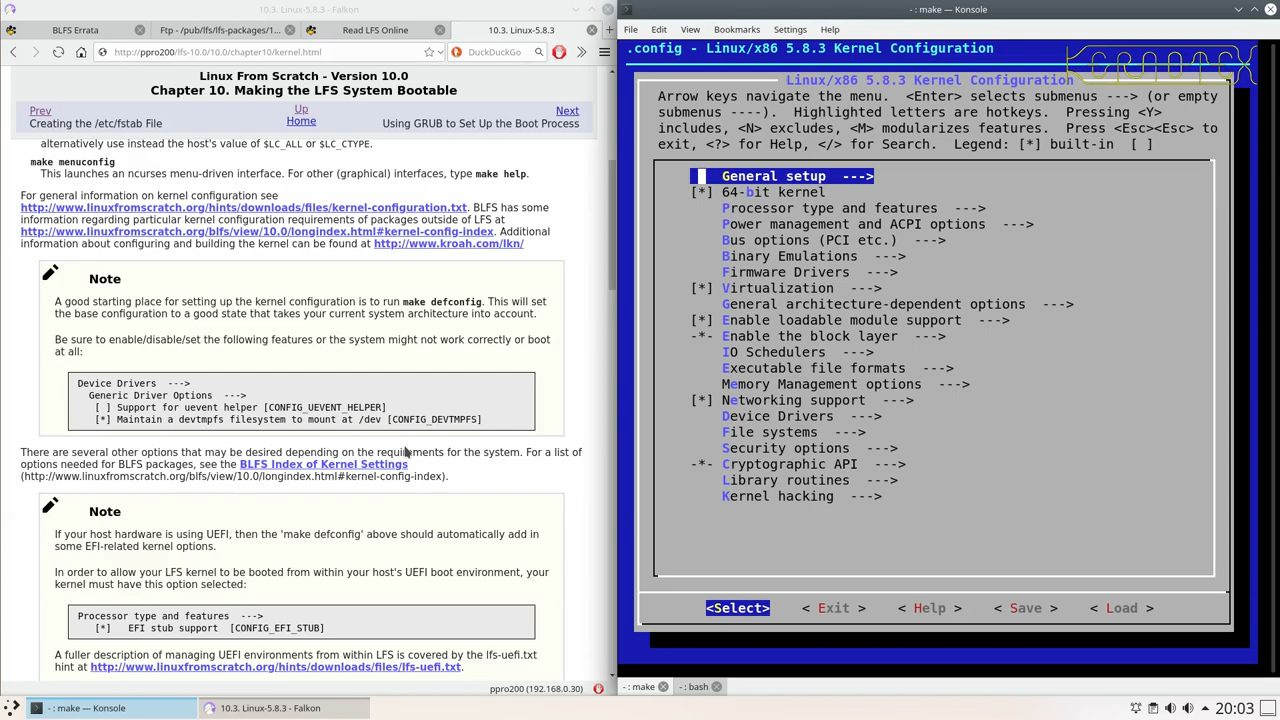 10.3. Linux-5.8.3 - Falkon
BLFS Errata
Ftp - /pub/lfs/lfs-packages/1...
Read LFS Online
10.3. Linux-5.8.3
http://ppro200/lfs-10.0/10.0/chapter10/kernel.html
DuckDuckGo
Linux From Scratch - Version 10.0
Chapter 10. Making the LFS System Bootable
Prev
Up
Next
Creating the /etc/fstab File
Home
Using GRUB to Set Up the Boot Process
alternatively use instead the host's value of $LC_ALL or $LC_CTYPE.
make menuconfig
This launches an ncurses menu-driven interface. For other (graphical) interfaces, type make help.
For general information on kernel configuration see
http://www.linuxfromscratch.org/hints/downloads/files/kernel-configuration.txt. BLFS has some
information regarding particular kernel configuration requirements of packages outside of LFS at
http://www.linuxfromscratch.org/blfs/view/10.0/longindex.html#kernel-config-index. Additional
information about configuring and building the kernel can be found at http://www.kroah.com/lkn/
Note
A good starting place for setting up the kernel configuration is to run make defconfig. This will set
the base configuration to a good state that takes your current system architecture into account.
Be sure to enable/disable/set the following features or the system might not work correctly or boot
at all:
Device Drivers --->
Generic Driver Options --->
[ ] Support for uevent helper [CONFIG_UEVENT_HELPER]
[*] Maintain a devtmpfs filesystem to mount at /dev [CONFIG_DEVTMPFS]
There are several other options that may be desired depending on the requirements for the system. For a list of
options needed for BLFS packages, see the BLFS Index of Kernel Settings
(http://www.linuxfromscratch.org/blfs/view/10.0/longindex.html#kernel-config-index).
Note
If your host hardware is using UEFI, then the 'make defconfig' above should automatically add in
some EFI-related kernel options.
In order to allow your LFS kernel to be booted from within your host's UEFI boot environment, your
kernel must have this option selected:
Processor type and features --->
[*] EFI stub support [CONFIG_EFI_STUB]
A fuller description of managing UEFI environments from within LFS is covered by the lfs-uefi.txt
hint at http://www.linuxfromscratch.org/hints/downloads/files/lfs-uefi.txt.
ppro200 (192.168.0.30)
- : make — Konsole
File Edit View Bookmarks Settings Help
.config - Linux/x86 5.8.3 Kernel Configuration
Linux/x86 5.8.3 Kernel Configuration
Arrow keys navigate the menu. <Enter> selects submenus ---> (or empty
submenus ----). Highlighted letters are hotkeys. Pressing <Y>
includes, <N> excludes, <M> modularizes features. Press <Esc><Esc> to
exit, <?> for Help, </> for Search. Legend: [*] built-in [ ]
General setup --->
[*] 64-bit kernel
Processor type and features --->
Power management and ACPI options --->
Bus options (PCI etc.) --->
Binary Emulations --->
Firmware Drivers --->
[*] Virtualization --->
General architecture-dependent options --->
[*] Enable loadable module support --->
-*- Enable the block layer --->
IO Schedulers --->
Executable file formats --->
Memory Management options --->
[*] Networking support --->
Device Drivers --->
File systems --->
Security options --->
-*- Cryptographic API --->
Library routines --->
Kernel hacking --->
<Select> < Exit > < Help > < Save > < Load >
- : make
- : bash
- : make — Konsole
10.3. Linux-5.8.3 - Falkon
20:03